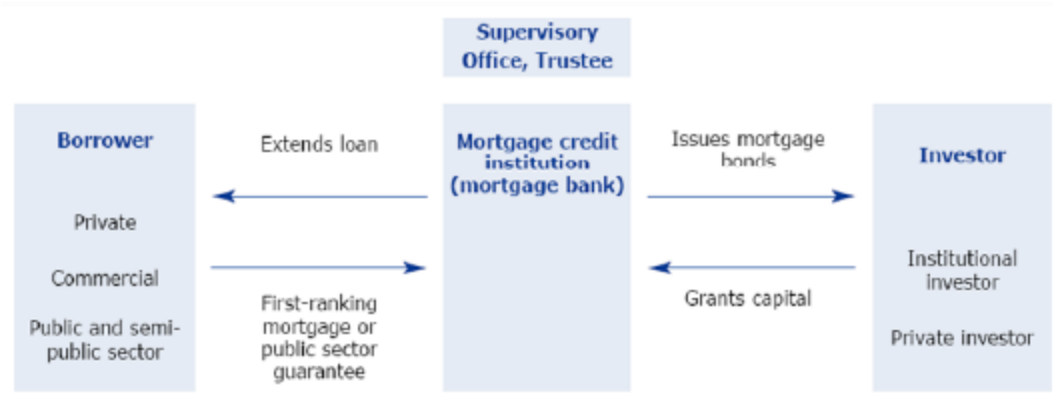 Supervisory
Office, Trustee
Borrower
Private
Commercial
Public and semi-
public sector
Extends loan
First-ranking
mortgage or
public sector
guarantee
Mortgage credit
institution
(mortgage bank)
Issues mortgage
bonds
Grants capital
Investor
Institutional
investor
Private investor